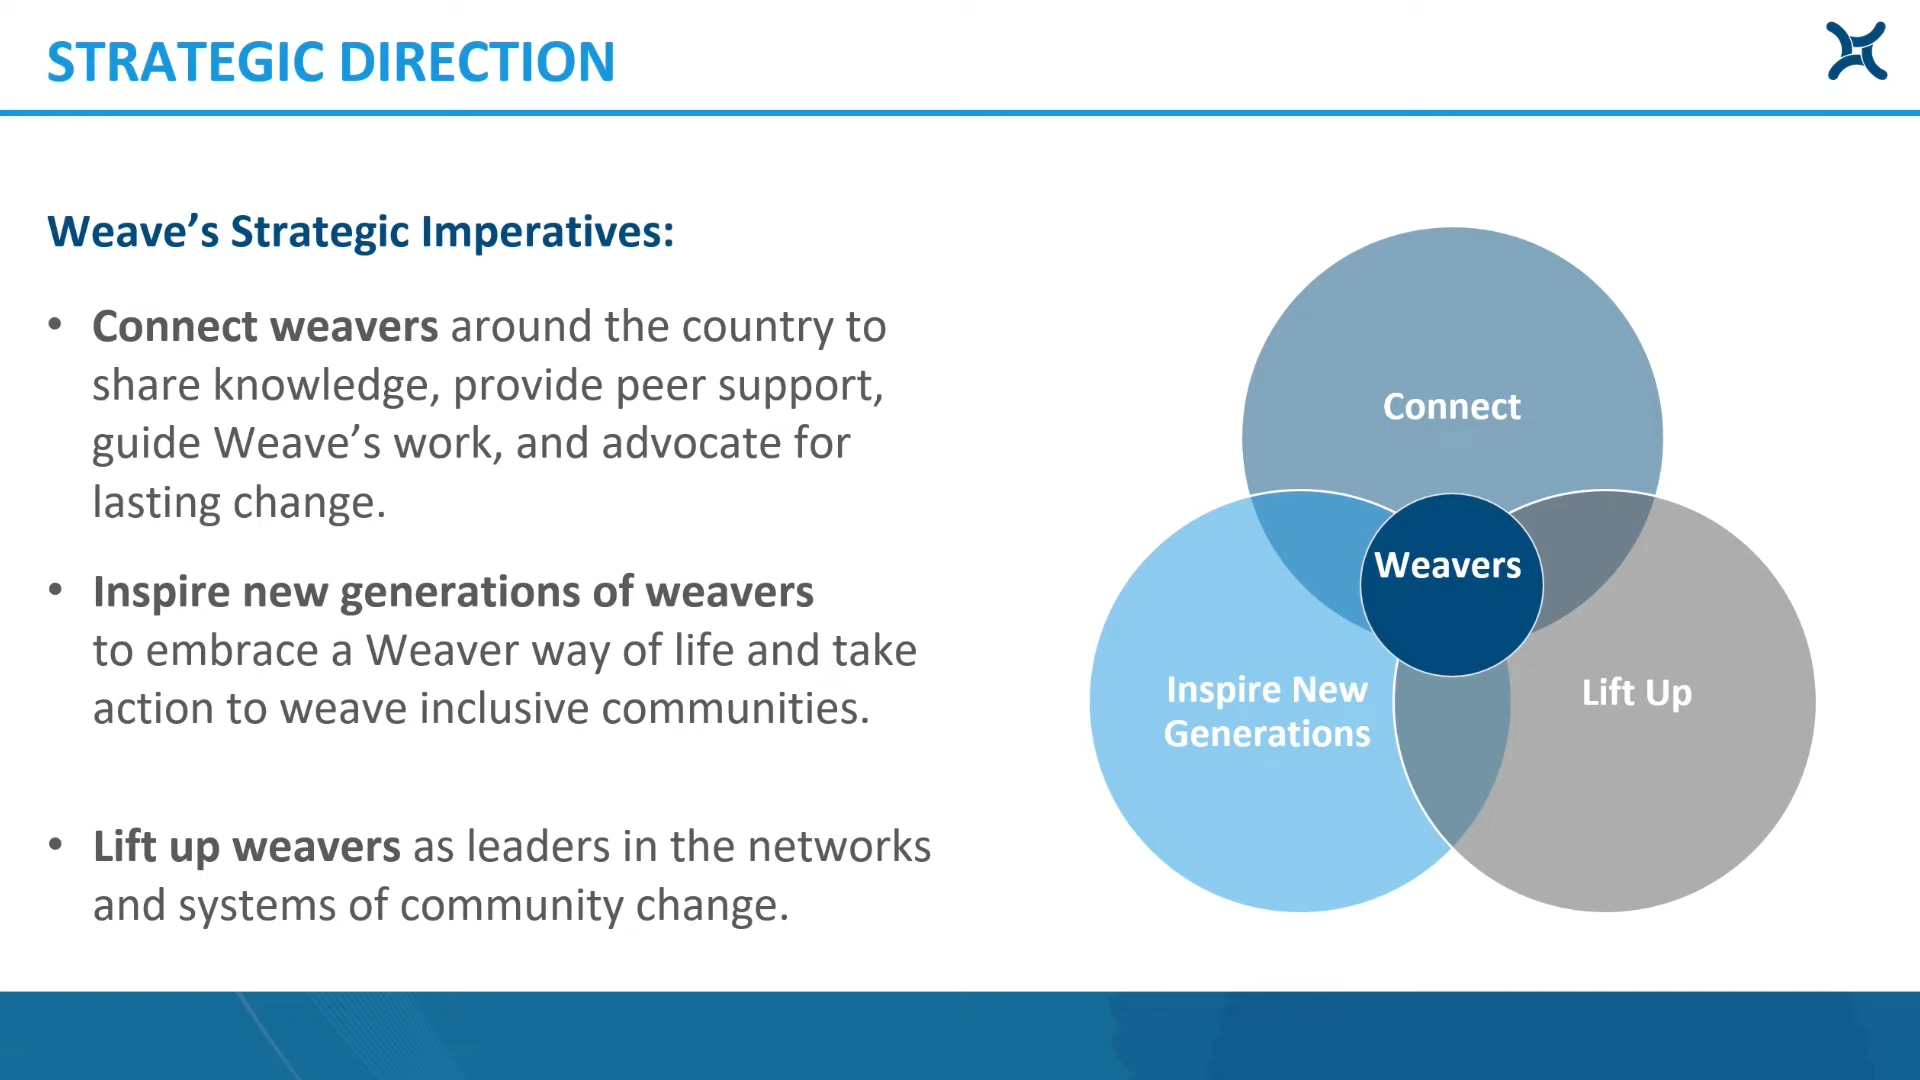 STRATEGIC DIRECTION
Weave’s Strategic Imperatives:
• Connect weavers around the country to
share knowledge, provide peer support,
guide Weave’s work, and advocate for
lasting change.
• Inspire new generations of weavers
to embrace a Weaver way of life and take
action to weave inclusive communities.
• Lift up weavers as leaders in the networks
and systems of community change.
Connect
Weavers
Inspire New
Generations
Lift Up